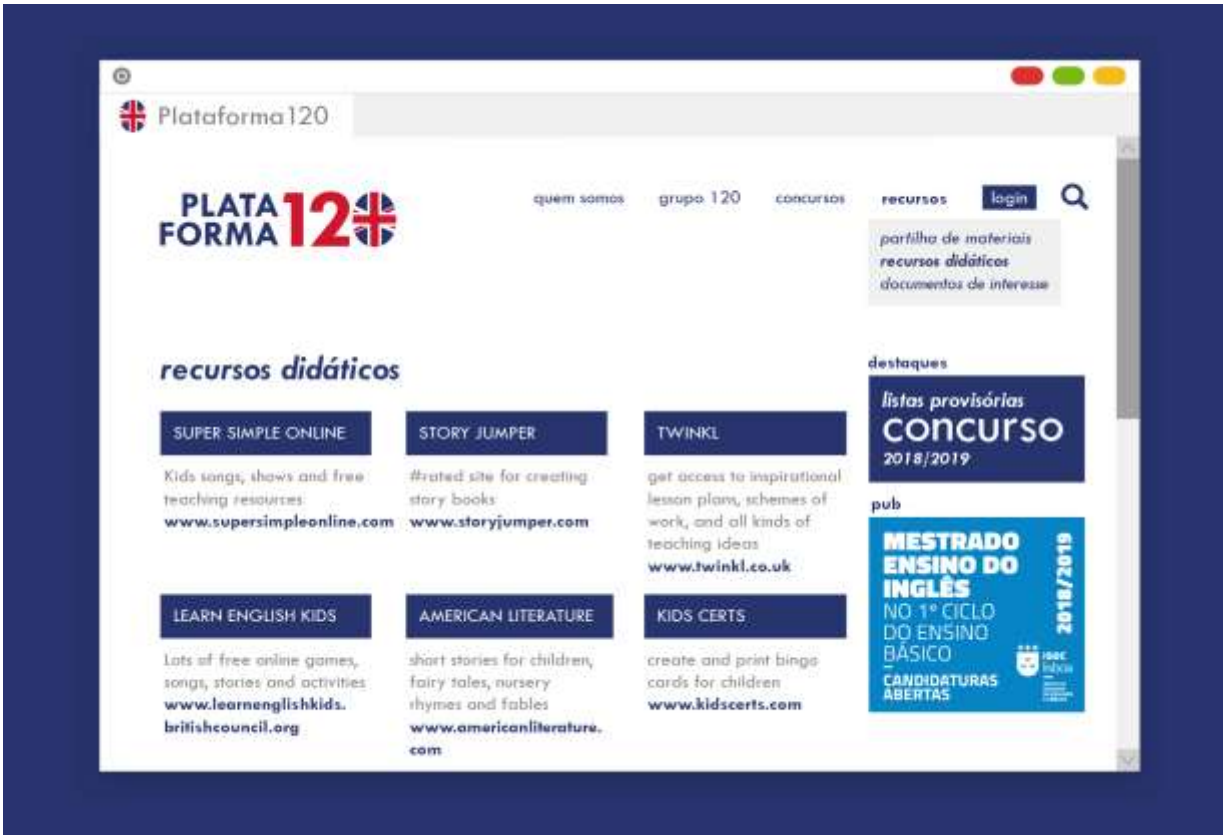 Plataforma120
PLATA
FORMA 120
quem somos grupo 120 concursos recursos login
partilha de materiais
recursos didáticos
documentos de interesse
recursos didáticos
SUPER SIMPLE ONLINE
Kids songs, shows and free
teaching resources
www.supersimpleonline.com
STORY JUMPER
#rated site for creating
story books
www.storyjumper.com
TWINKL
get access to inspirational
lesson plans, schemes of
work, and all kinds of
teaching ideas
www.twinkl.co.uk
LEARN ENGLISH KIDS
Lots of free online games,
songs, stories and activities
www.learnenglishkids.
britishcouncil.org
AMERICAN LITERATURE
short stories for children,
fairy tales, nursery
rhymes and fables
www.americanliterature.
com
KIDS CERTS
create and print bingo
cards for children
www.kidscerts.com
destaques
listas provisórias
concurso
2018/2019
pub
MESTRADO
ENSINO DO
INGLÊS
NO 1º CICLO
DO ENSINO
BÁSICO
CANDIDATURAS
ABERTAS
2018/2019
lisboa